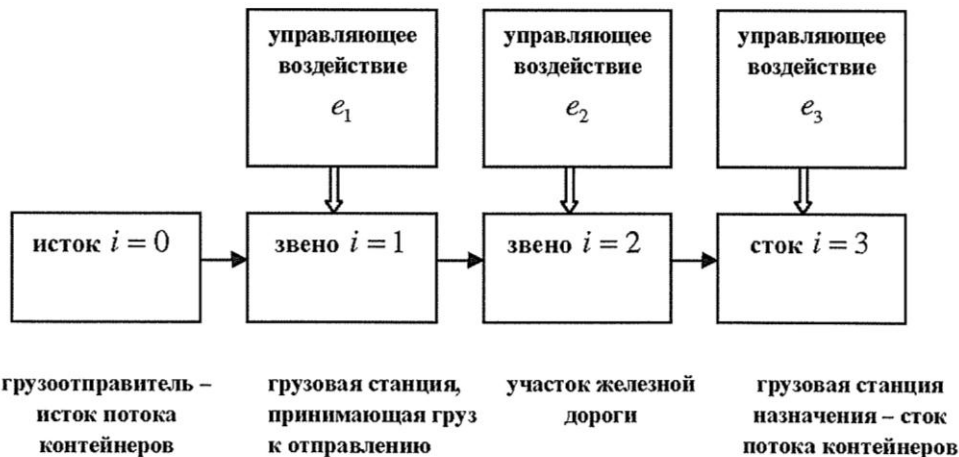 управляющее
воздействие
e₁
управляющее
воздействие
e₂
управляющее
воздействие
e₃
исток i = 0
звено i = 1
звено i = 2
сток i = 3
грузоотправитель –
исток потока
контейнеров
грузовая станция,
принимающая груз
к отправлению
участок железной
дороги
грузовая станция
назначения – сток
потока контейнеров